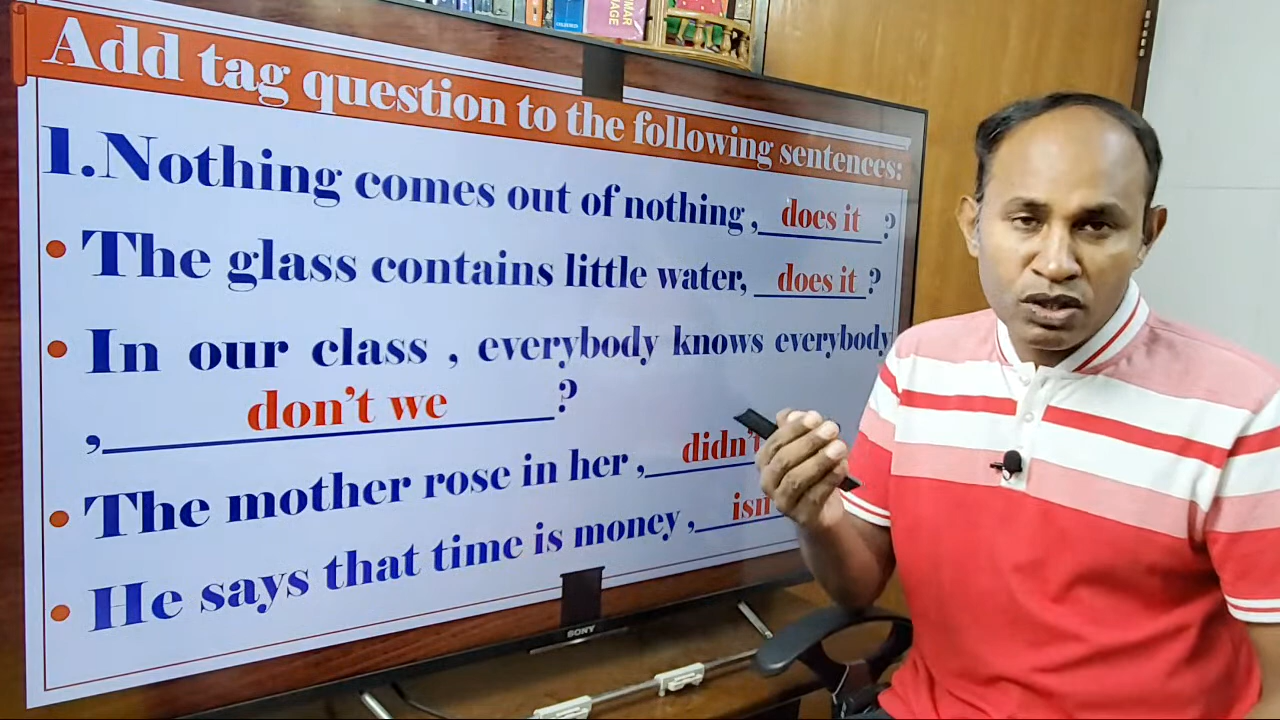 MAR
AGE
Add tag question to the following sentences:
1.Nothing comes out of nothing , does it ?
• The glass contains little water, does it ?
• In our class , everybody knows everybody
, don't we ?
• The mother rose in her , didn't
• He says that time is money , isn
SONY